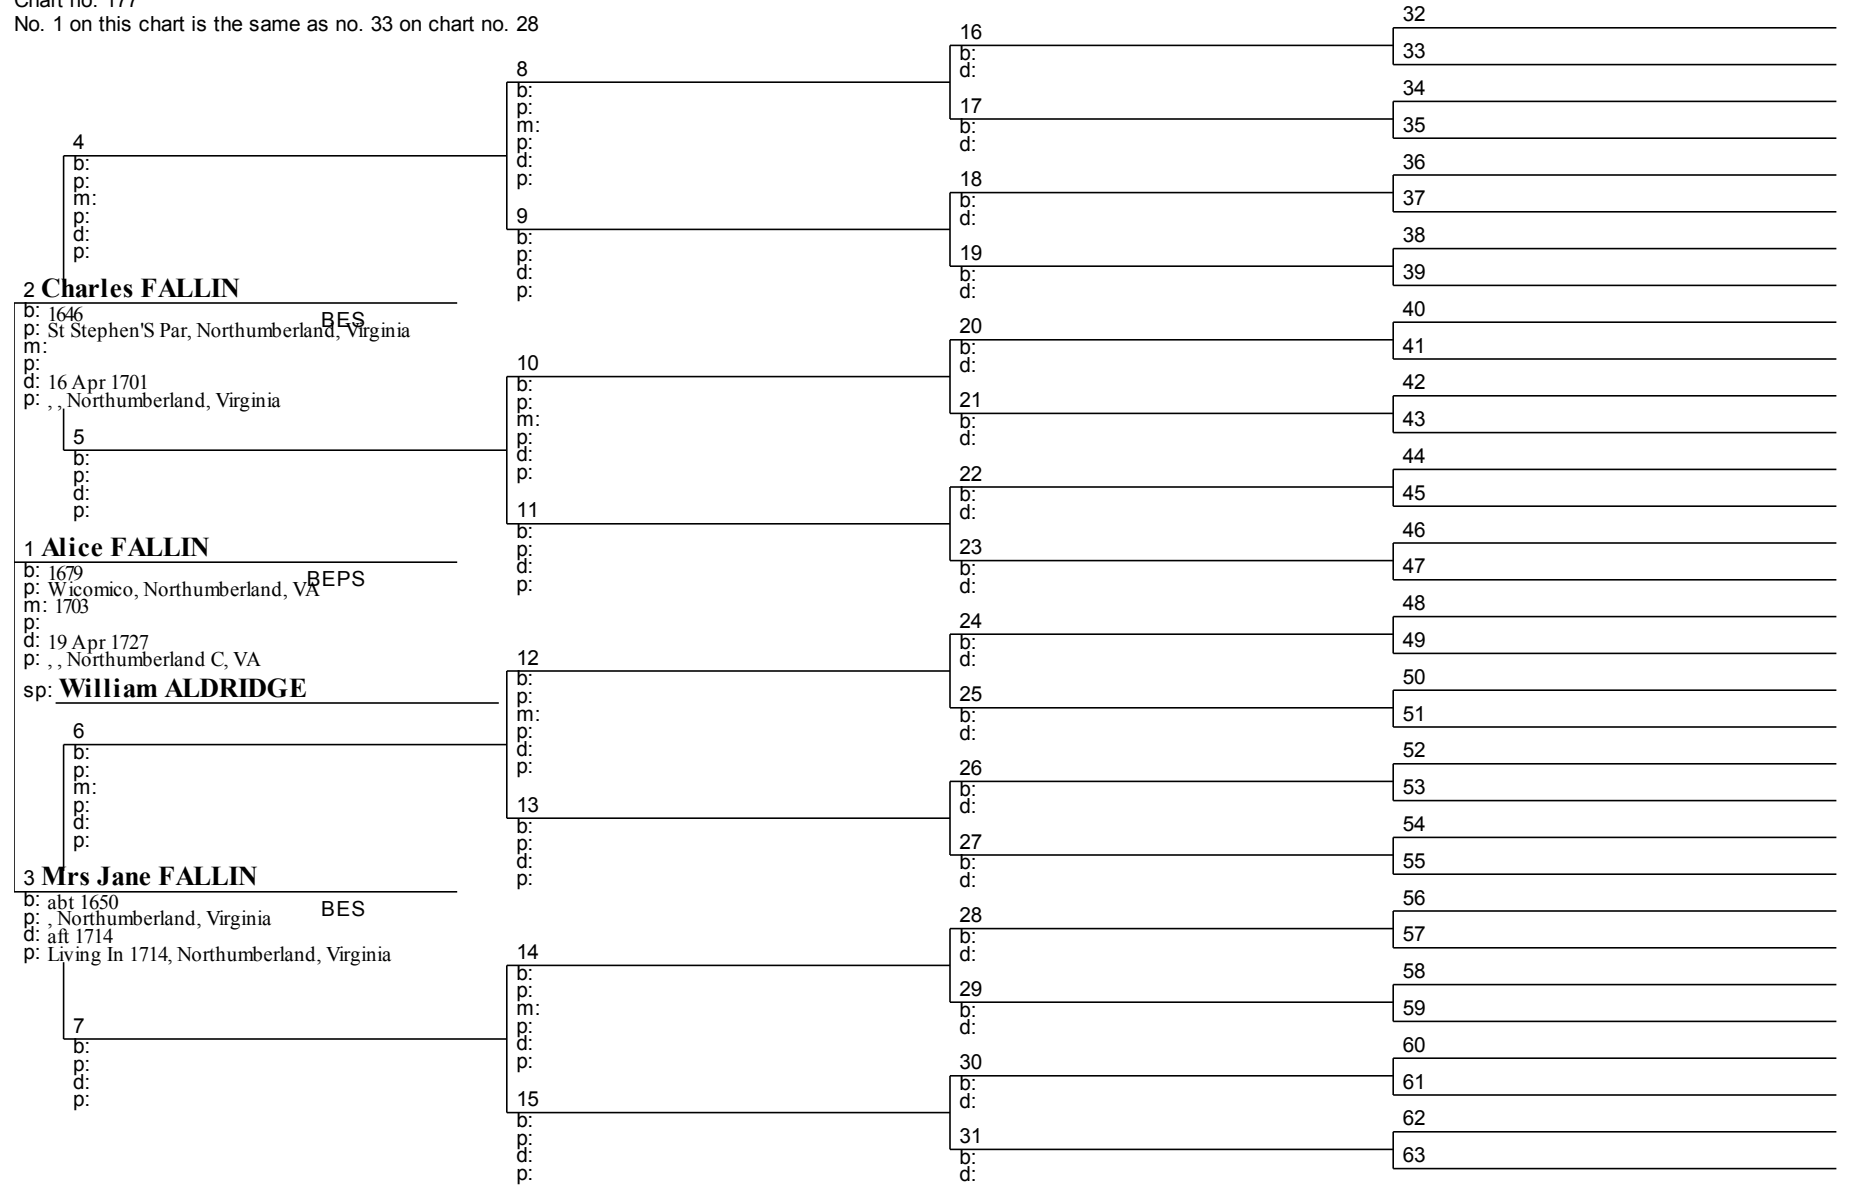 Chart no. 177
No. 1 on this chart is the same as no. 33 on chart no. 28
4
b:
p:
m:
p:
d:
p:
2 Charles FALLIN
BES
b: 1646
p: St Stephen'S Par, Northumberland, Virginia
m:
p:
d: 16 Apr 1701
p: , , Northumberland, Virginia
5
b:
p:
d:
p:
1 Alice FALLIN
BEPS
b: 1679
p: Wicomico, Northumberland, VA
m: 1703
p:
d: 19 Apr 1727
p: , , Northumberland C, VA
sp: William ALDRIDGE
6
b:
p:
m:
p:
d:
p:
3 Mrs Jane FALLIN
BES
b: abt 1650
p: , Northumberland, Virginia
d: aft 1714
p: Living In 1714, Northumberland, Virginia
7
b:
p:
d:
p:
8
b:
p:
m:
p:
d:
p:
9
b:
p:
d:
p:
10
b:
p:
m:
p:
d:
p:
11
b:
p:
d:
p:
12
b:
p:
m:
p:
d:
p:
13
b:
p:
d:
p:
14
b:
p:
m:
p:
d:
p:
15
b:
p:
d:
p:
16
b:
d:
17
b:
d:
18
b:
d:
19
b:
d:
20
b:
d:
21
b:
d:
22
b:
d:
23
b:
d:
24
b:
d:
25
b:
d:
26
b:
d:
27
b:
d:
28
b:
d:
29
b:
d:
30
b:
d:
31
b:
d:
32
33
34
35
36
37
38
39
40
41
42
43
44
45
46
47
48
49
50
51
52
53
54
55
56
57
58
59
60
61
62
63